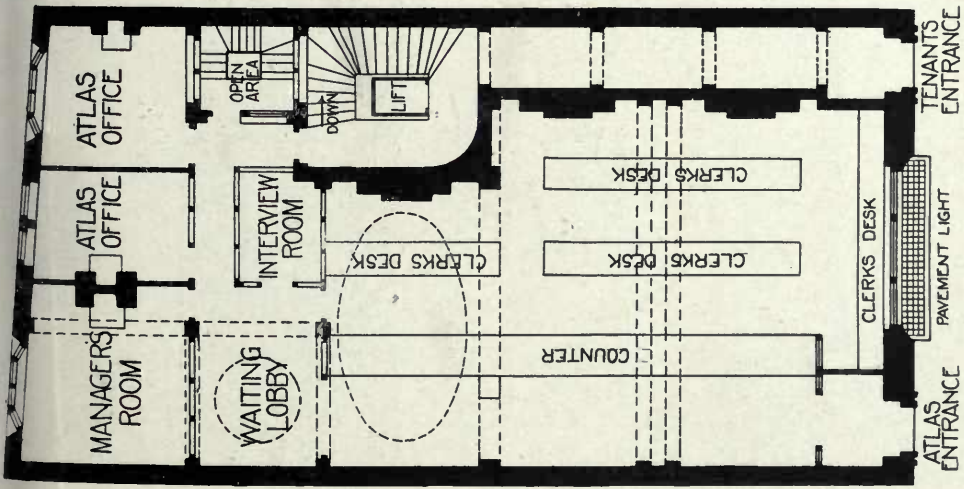 MANAGERS
ROOM
ATLAS
OFFICE
ATLAS
OFFICE
OPEN
AREA
DOWN
LIFT
WAITING
LOBBY
INTERVIEW
ROOM
CLERKS DESK
CLERKS DESK
CLERKS DESK
COUNTER
CLERKS DESK
ATLAS
ENTRANCE
PAVEMENT LIGHT
TENANTS
ENTRANCE